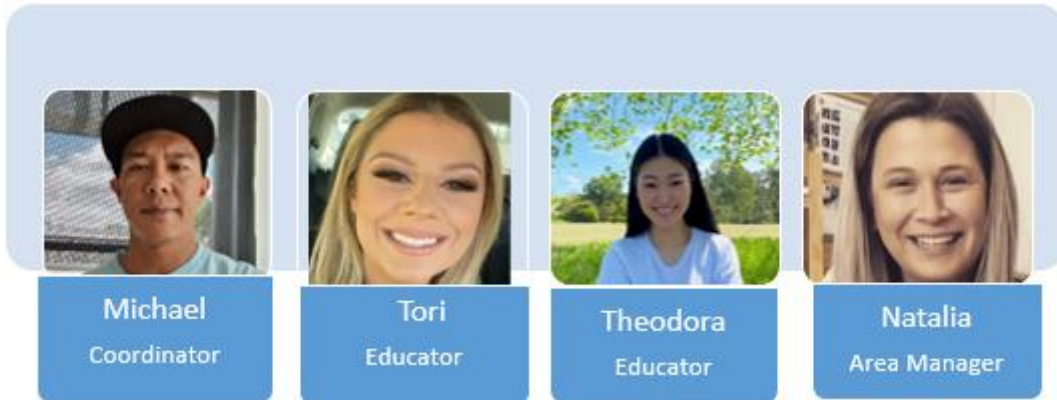 Michael
Coordinator
Tori
Educator
Theodora
Educator
Natalia
Area Manager